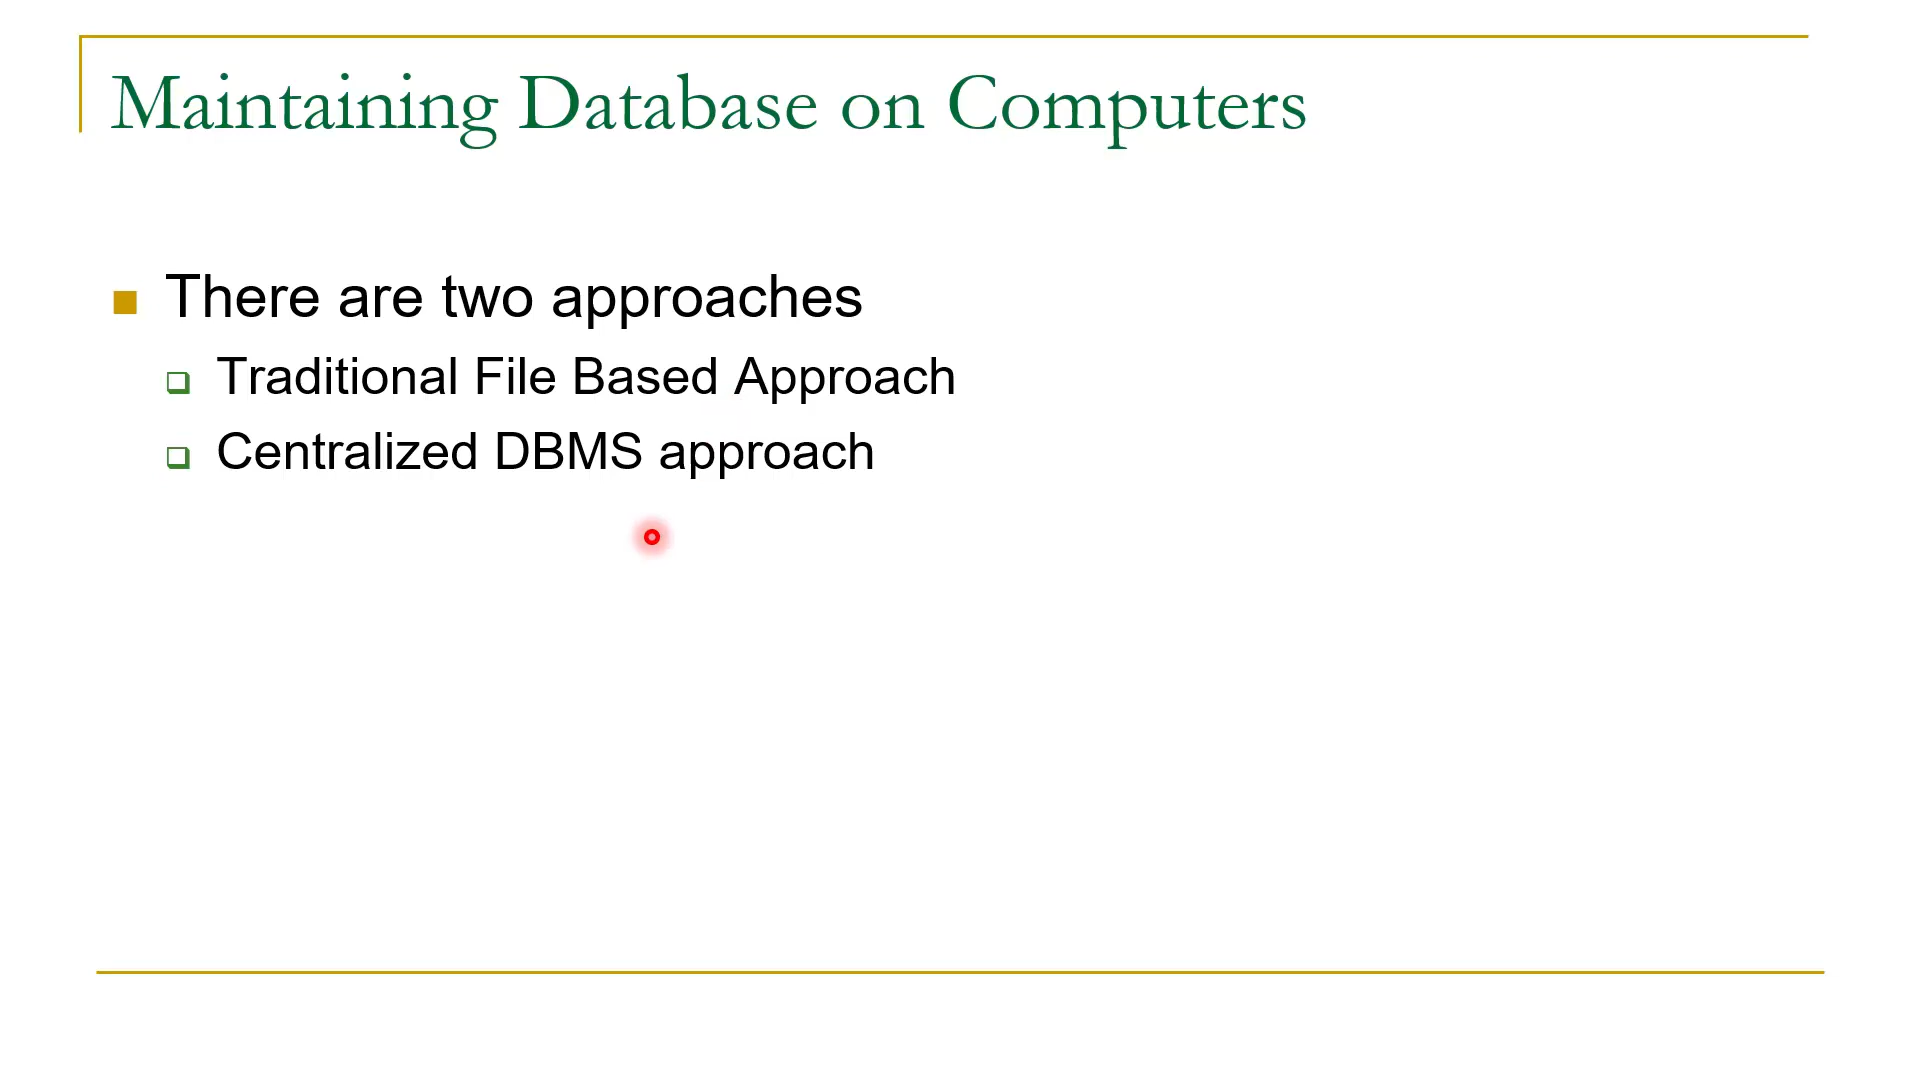 Maintaining Database on Computers
There are two approaches
Traditional File Based Approach
Centralized DBMS approach